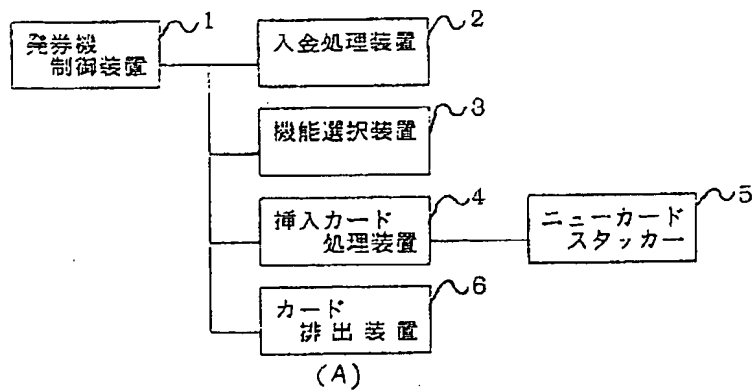 発券機
制御装置
1
入金処理装置
2
機能選択装置
3
挿入カード
処理装置
4
ニューカード
スタッカー
5
カード
排出装置
6
(A)